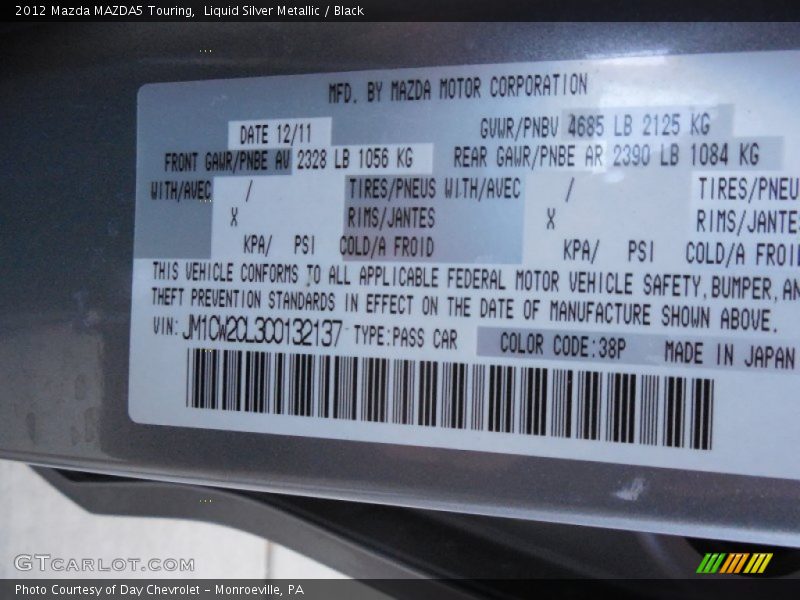 2012 Mazda MAZDA5 Touring, Liquid Silver Metallic / Black
MFD. BY MAZDA MOTOR CORPORATION
DATE 12/11 GVWR/PNBV 4685 LB 2125 KG
FRONT GAWR/PNBE AV 2328 LB 1056 KG REAR GAWR/PNBE AR 2390 LB 1084 KG
WITH/AVEC / TIRES/PNEUS WITH/AVEC / TIRES/PNEU
X RIMS/JANTES X RIMS/JANTE
KPA/ PSI COLD/A FROID KPA/ PSI COLD/A FROI
THIS VEHICLE CONFORMS TO ALL APPLICABLE FEDERAL MOTOR VEHICLE SAFETY, BUMPER, AN
THEFT PREVENTION STANDARDS IN EFFECT ON THE DATE OF MANUFACTURE SHOWN ABOVE.
VIN: JM1CW2CL3C0132137 TYPE:PASS CAR COLOR CODE:38P MADE IN JAPAN
GTCARLOT.COM
Photo Courtesy of Day Chevrolet - Monroeville, PA